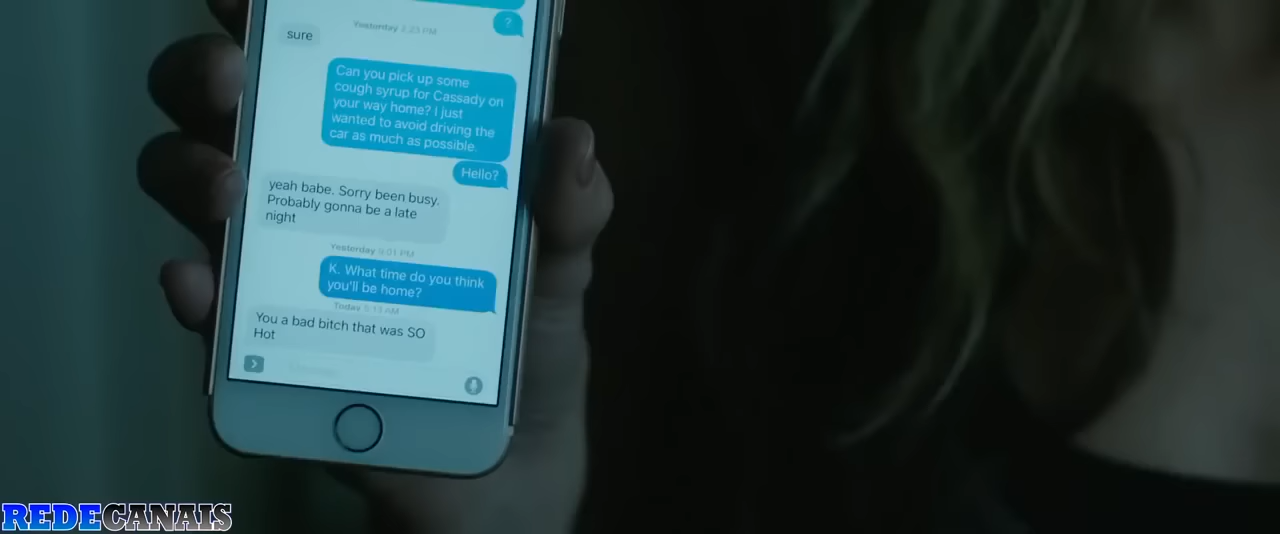 ?
Yesterday 2:23 PM
sure
Can you pick up some
cough syrup for Cassady on
your way home? I just
wanted to avoid driving the
car as much as possible.
Hello?
yeah babe. Sorry been busy.
Probably gonna be a late
night
Yesterday 9:01 PM
K. What time do you think
you'll be home?
Today 5:13 AM
You a bad bitch that was SO
Hot
REDECANAIS